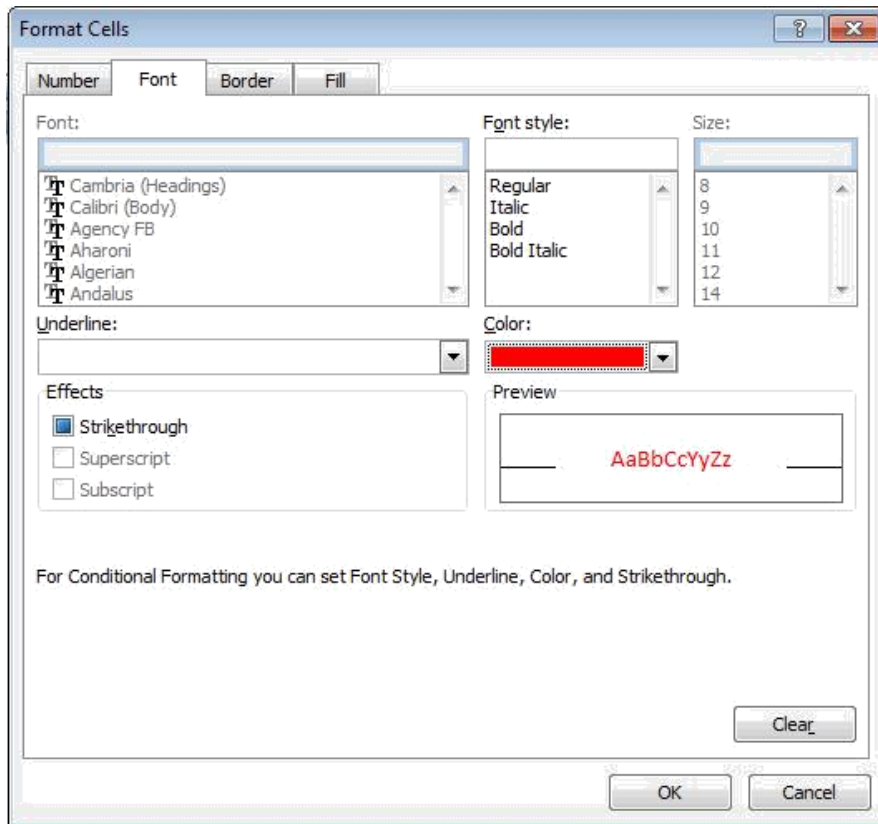 Format Cells
Number Font Border Fill
Font: Font style: Size:
Cambria (Headings) Regular 8
Calibri (Body) Italic 9
Agency FB Bold 10
Aharoni Bold Italic 11
Algerian 12
Andalus 14
Underline: Color:
Effects Preview
Strikethrough
Superscript AaBbCcYyZz
Subscript
For Conditional Formatting you can set Font Style, Underline, Color, and Strikethrough.
Clear
OK Cancel